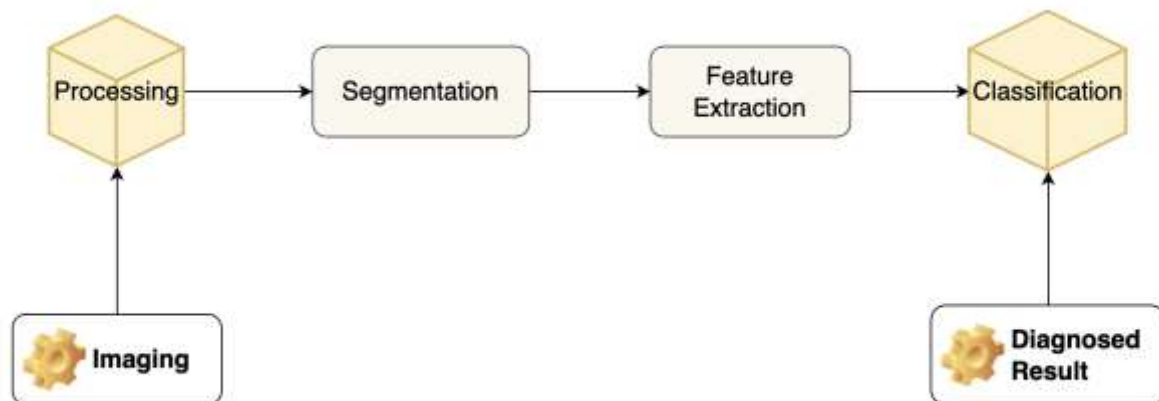 Processing
Segmentation
Feature
Extraction
Classification
Imaging
Diagnosed
Result